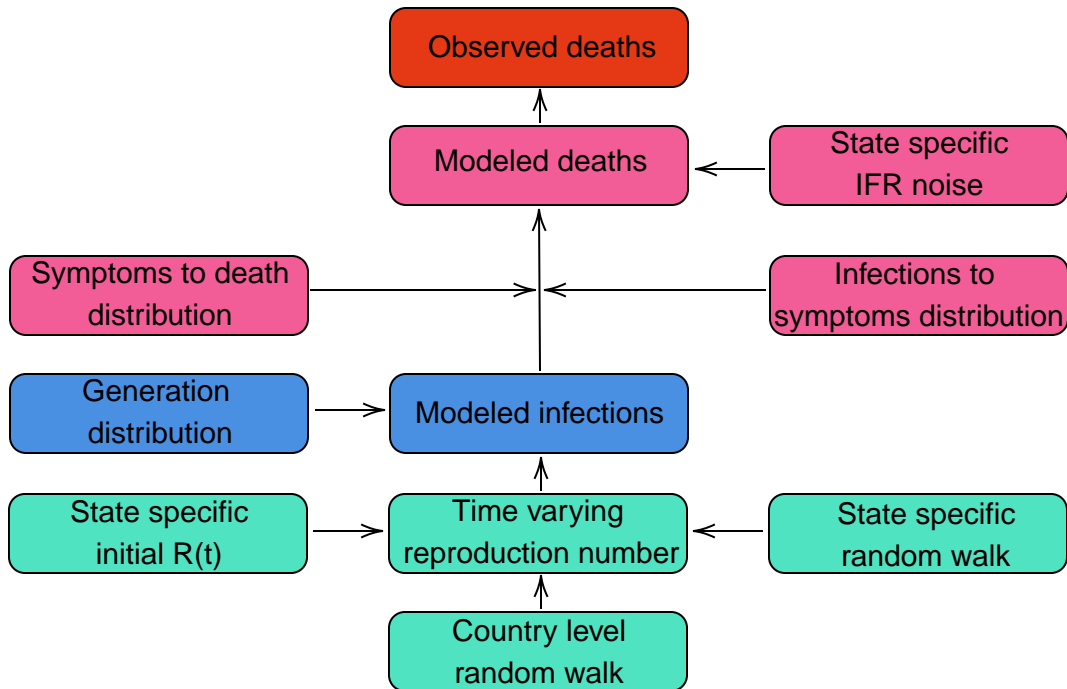 Observed deaths
Modeled deaths
State specific
IFR noise
Symptoms to death
distribution
Infections to
symptoms distribution
Generation
distribution
Modeled infections
State specific
initial R(t)
Time varying
reproduction number
State specific
random walk
Country level
random walk